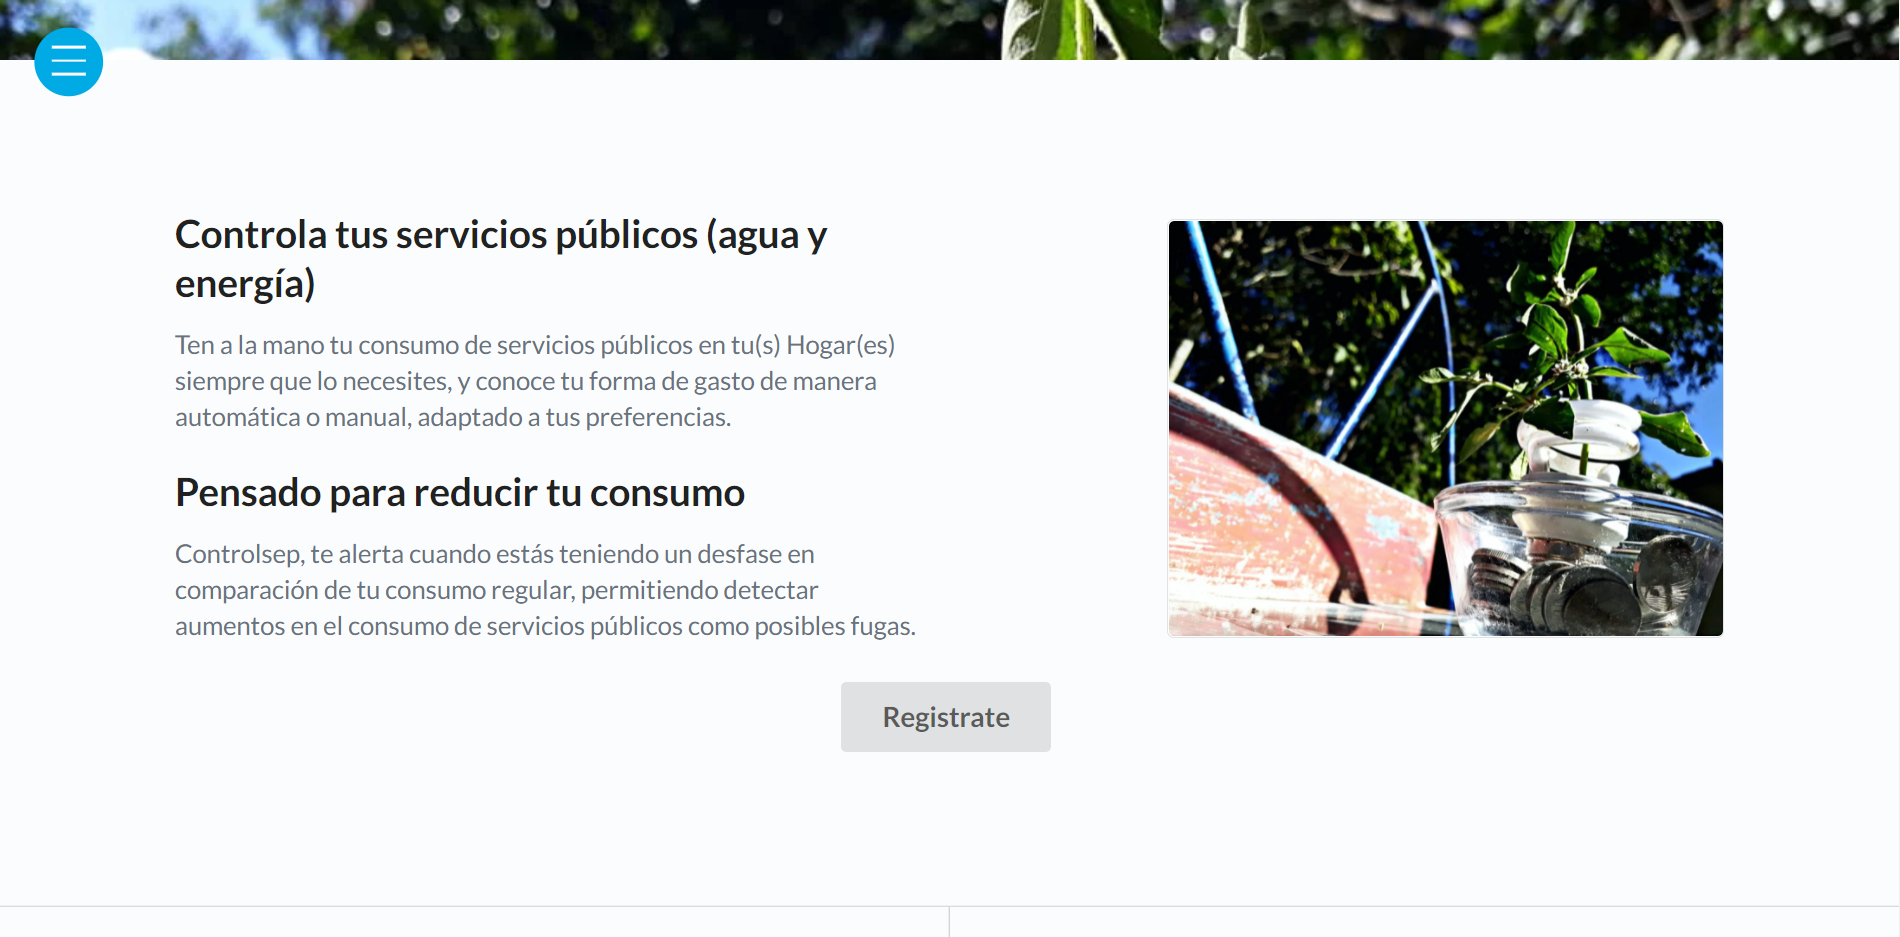 Controla tus servicios públicos (agua y
energía)
Ten a la mano tu consumo de servicios públicos en tu(s) Hogar(es)
siempre que lo necesites, y conoce tu forma de gasto de manera
automática o manual, adaptado a tus preferencias.
Pensado para reducir tu consumo
Controlsep, te alerta cuando estás teniendo un desfase en
comparación de tu consumo regular, permitiendo detectar
aumentos en el consumo de servicios públicos como posibles fugas.
Registrate